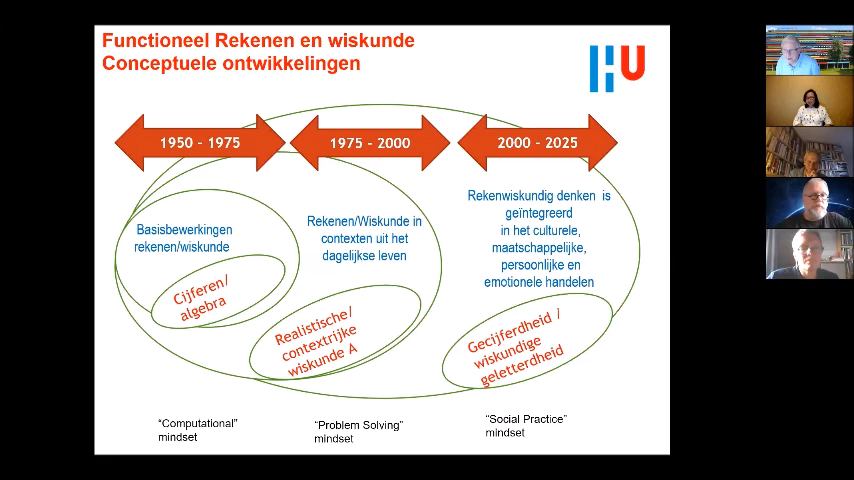 Functioneel Rekenen en wiskunde
Conceptuele ontwikkelingen
HU
1950 - 1975
1975 - 2000
2000 - 2025
Basisbewerkingen
rekenen/wiskunde
Rekenen/Wiskunde in
contexten uit het
dagelijkse leven
Rekenwiskundig denken is
geïntegreerd
in het culturele,
maatschappelijke,
persoonlijke en
emotionele handelen
Cijferen/
algebra
Realistische/
contextrijke
wiskunde A
Gecijferdheid /
wiskundige
geletterdheid
“Computational”
mindset
“Problem Solving”
mindset
“Social Practice”
mindset